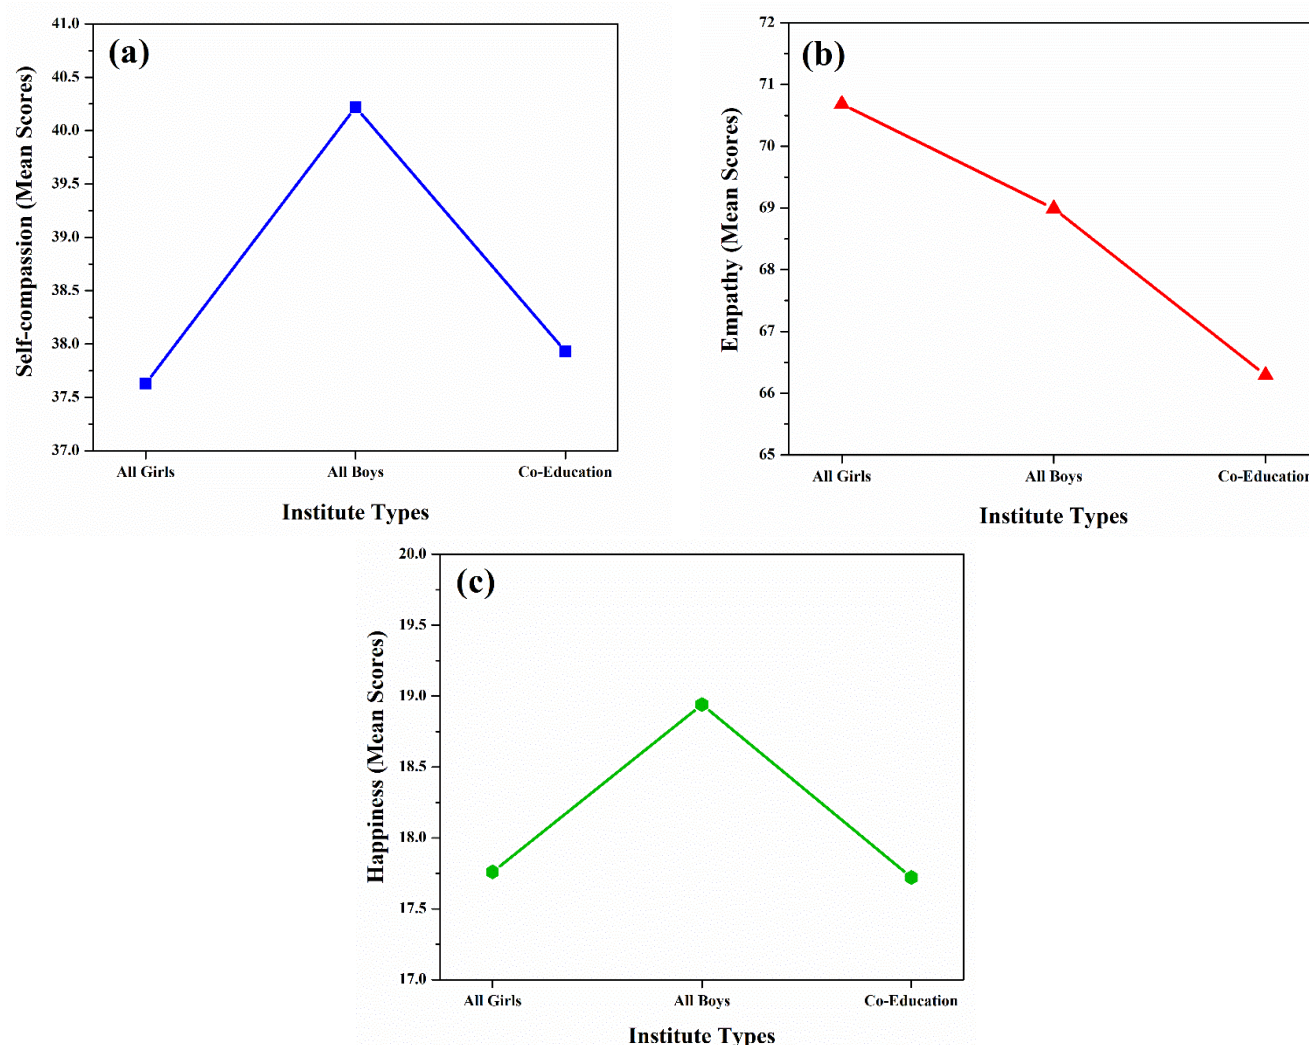 (a)
Self-compassion (Mean Scores)
41.0
40.5
40.0
39.5
39.0
38.5
38.0
37.5
37.0
All Girls All Boys Co-Education
Institute Types
(b)
Empathy (Mean Scores)
72
71
70
69
68
67
66
65
All Girls All Boys Co-Education
Institute Types
(c)
Happiness (Mean Scores)
20.0
19.5
19.0
18.5
18.0
17.5
17.0
All Girls All Boys Co-Education
Institute Types